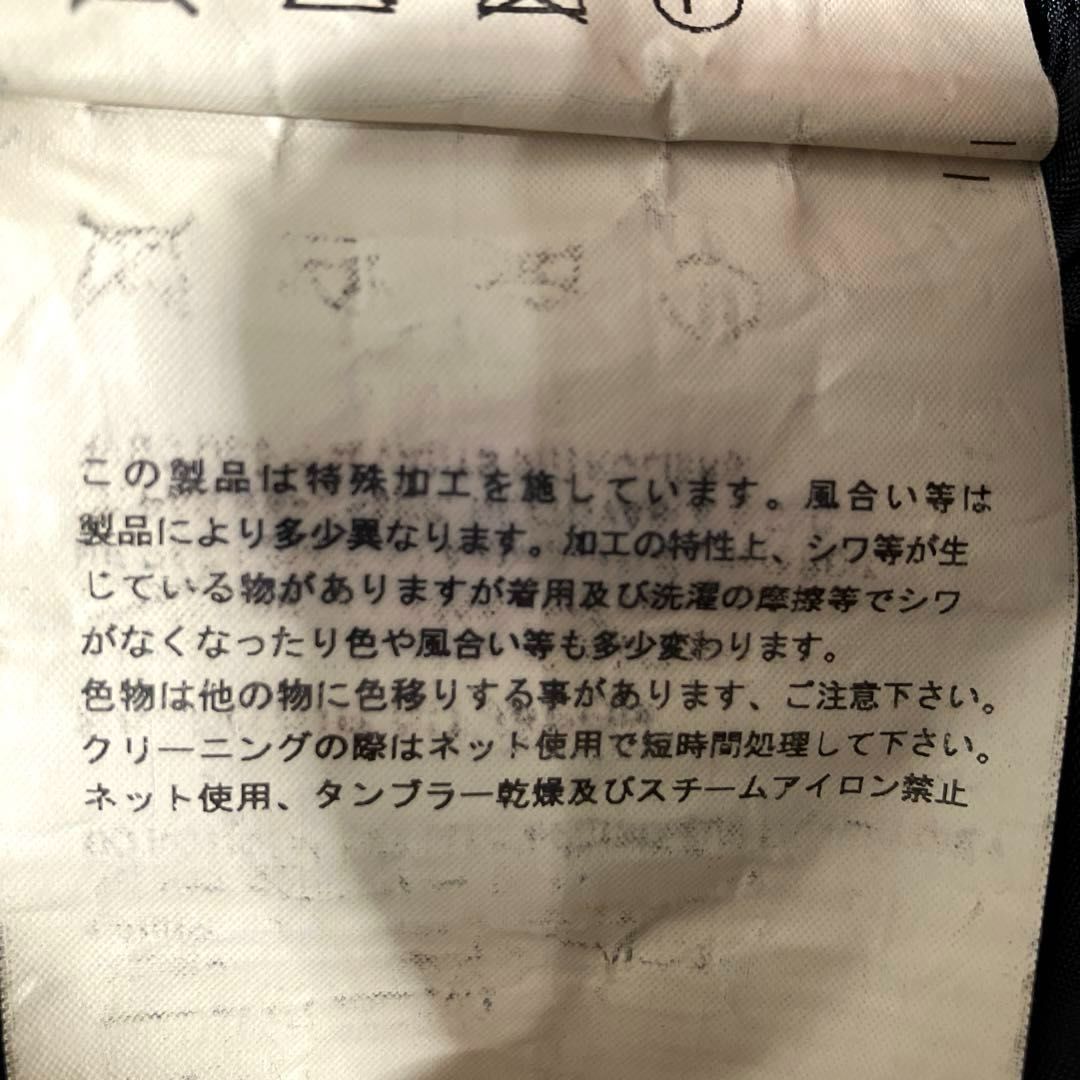 この製品は特殊加工を施しています。風合い等は
製品により多少異なります。加工の特性上、シワ等が生
じている物がありますが着用及び洗濯の摩擦等でシワ
がなくなったり色や風合い等も多少変わります。
色物は他の物に色移りする事があります、ご注意下さい。
クリーニングの際はネット使用で短時間処理して下さい。
ネット使用、タンブラー乾燥及びスチームアイロン禁止